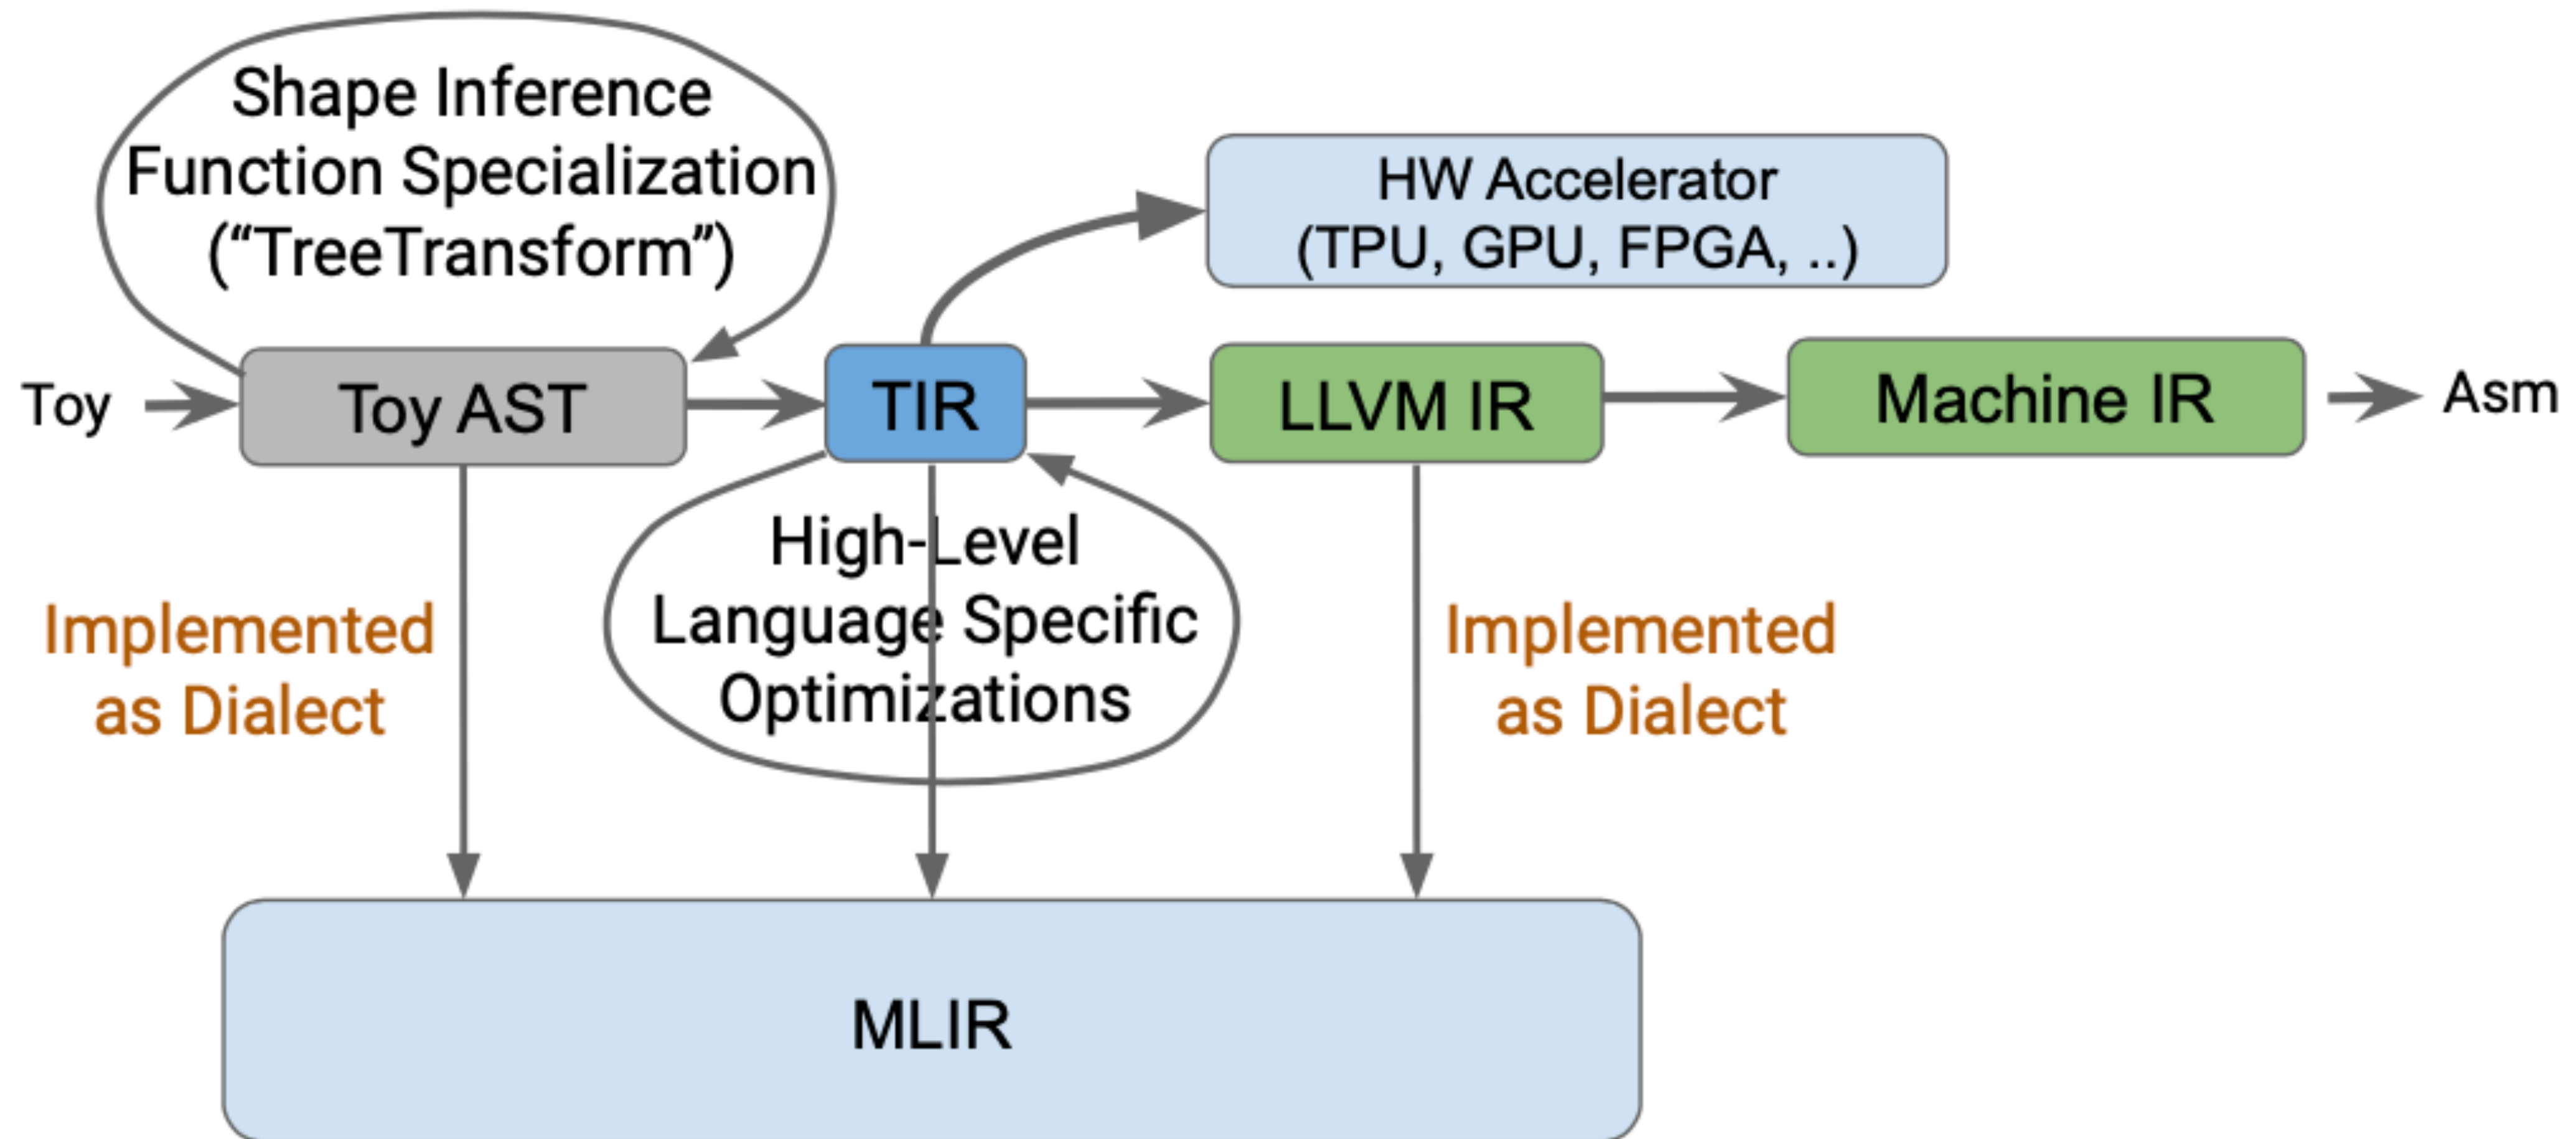 Shape Inference
Function Specialization
(“TreeTransform”)
HW Accelerator
(TPU, GPU, FPGA, ..)
Toy
Toy AST
TIR
LLVM IR
Machine IR
Asm
High-Level
Language Specific
Optimizations
Implemented
as Dialect
Implemented
as Dialect
MLIR